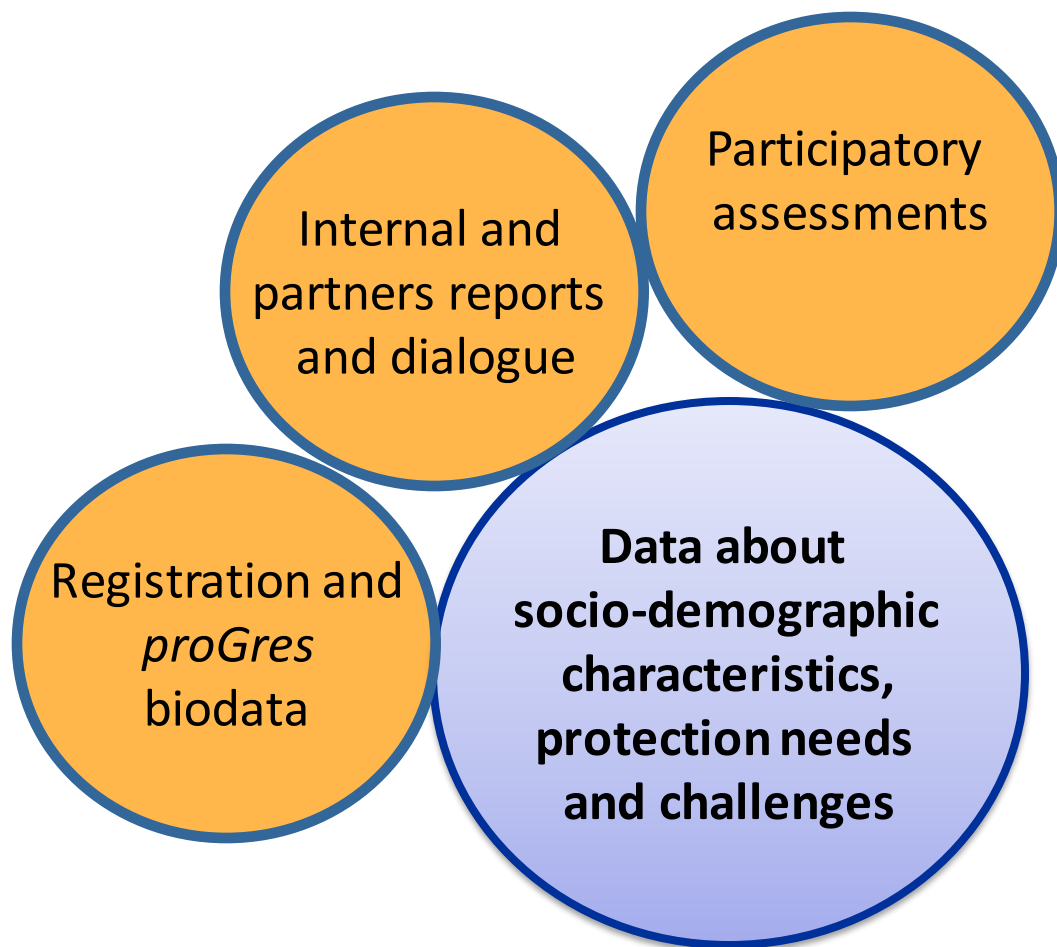 Participatory
assessments
Internal and
partners reports
and dialogue
Registration and
proGres
biodata
Data about
socio-demographic
characteristics,
protection needs
and challenges